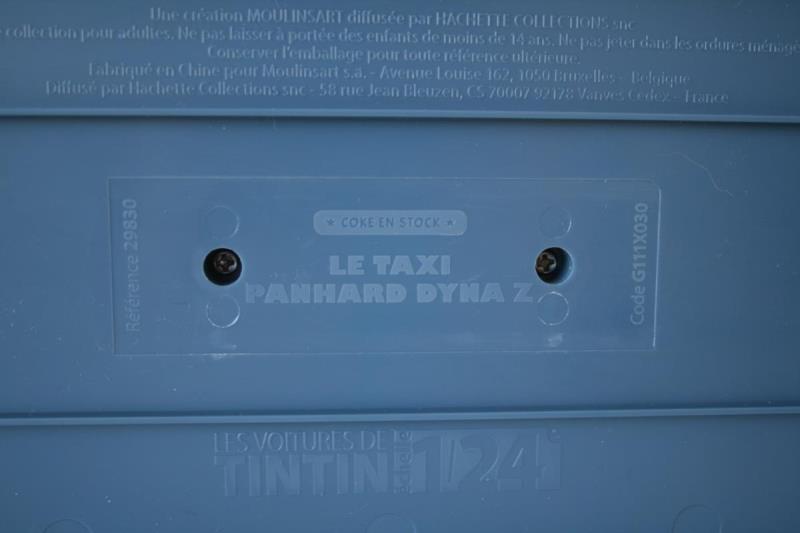 Une création MOULINSART diffusée par HACHETTE COLLECTIONS snc
collection pour adultes. Ne pas laisser à portée des enfants de moins de 14 ans. Ne pas jeter dans les ordures ménag
Conserver l'emballage pour toute référence ultérieure.
Fabriqué en Chine pour Moulinsart s.a. - Avenue Louise 162, 1050 Bruxelles - Belgique
Diffusé par Hachette Collections snc - 58 rue Jean Bleuzen, CS 70007 92178 Vanves Cedex - France
Référence 29830
★ COKE EN STOCK ★
LE TAXI
PANHARD DYNA Z
Code G111X030
LES VOITURES DE
TINTIN échelle 1/24